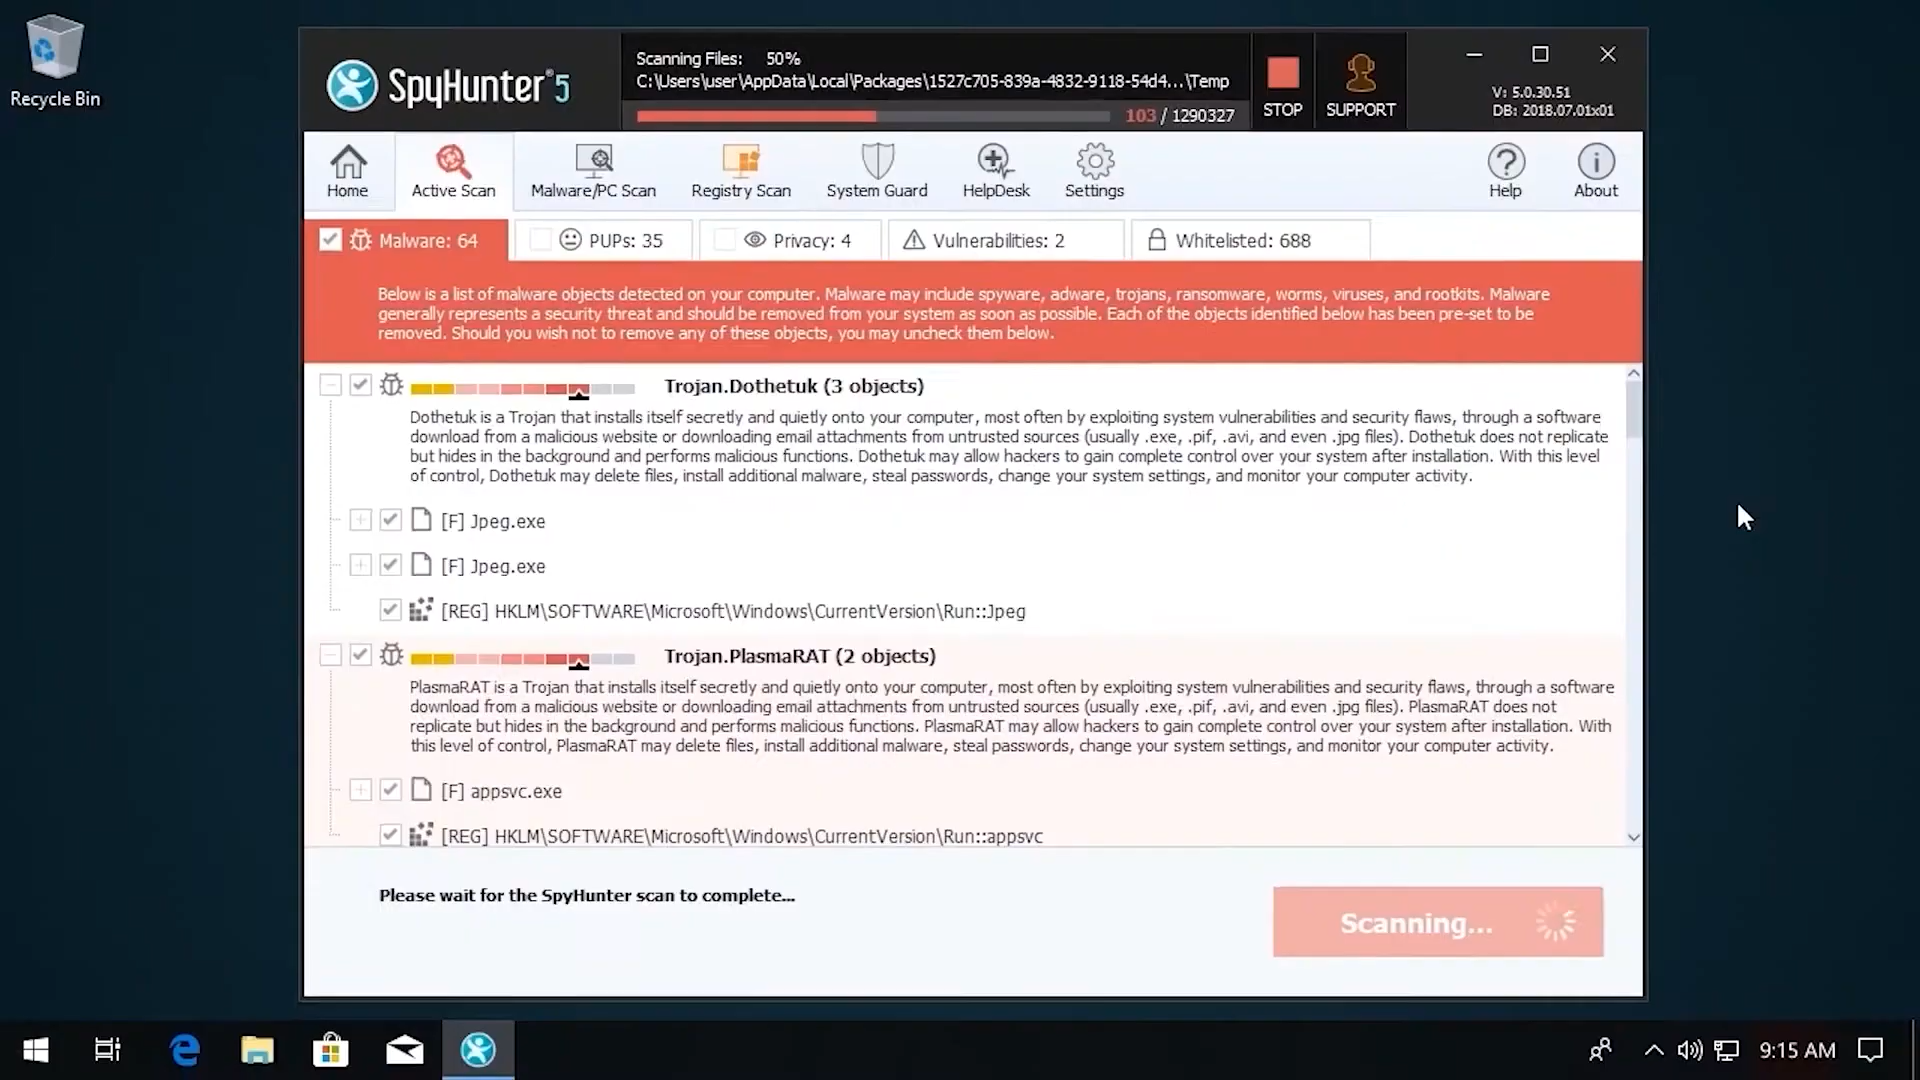 Recycle Bin
SpyHunter® 5
Scanning Files: 50%
C:\Users\user\AppData\Local\Packages\1527c705-839a-4832-9118-54d4...\Temp
103 / 1290327
STOP
SUPPORT
V: 5.0.30.51
DB: 2018.07.01x01
Home
Active Scan
Malware/PC Scan
Registry Scan
System Guard
HelpDesk
Settings
Help
About
Malware: 64
PUPs: 35
Privacy: 4
Vulnerabilities: 2
Whitelisted: 688
Below is a list of malware objects detected on your computer. Malware may include spyware, adware, trojans, ransomware, worms, viruses, and rootkits. Malware
generally represents a security threat and should be removed from your system as soon as possible. Each of the objects identified below has been pre-set to be
removed. Should you wish not to remove any of these objects, you may uncheck them below.
Trojan.Dothetuk (3 objects)
Dothetuk is a Trojan that installs itself secretly and quietly onto your computer, most often by exploiting system vulnerabilities and security flaws, through a software
download from a malicious website or downloading email attachments from untrusted sources (usually .exe, .pif, .avi, and even .jpg files). Dothetuk does not replicate
but hides in the background and performs malicious functions. Dothetuk may allow hackers to gain complete control over your system after installation. With this level
of control, Dothetuk may delete files, install additional malware, steal passwords, change your system settings, and monitor your computer activity.
[F] Jpeg.exe
[F] Jpeg.exe
[REG] HKLM\SOFTWARE\Microsoft\Windows\CurrentVersion\Run::Jpeg
Trojan.PlasmaRAT (2 objects)
PlasmaRAT is a Trojan that installs itself secretly and quietly onto your computer, most often by exploiting system vulnerabilities and security flaws, through a software
download from a malicious website or downloading email attachments from untrusted sources (usually .exe, .pif, .avi, and even .jpg files). PlasmaRAT does not
replicate but hides in the background and performs malicious functions. PlasmaRAT may allow hackers to gain complete control over your system after installation. With
this level of control, PlasmaRAT may delete files, install additional malware, steal passwords, change your system settings, and monitor your computer activity.
[F] appsvc.exe
[REG] HKLM\SOFTWARE\Microsoft\Windows\CurrentVersion\Run::appsvc
Please wait for the SpyHunter scan to complete...
Scanning...
9:15 AM